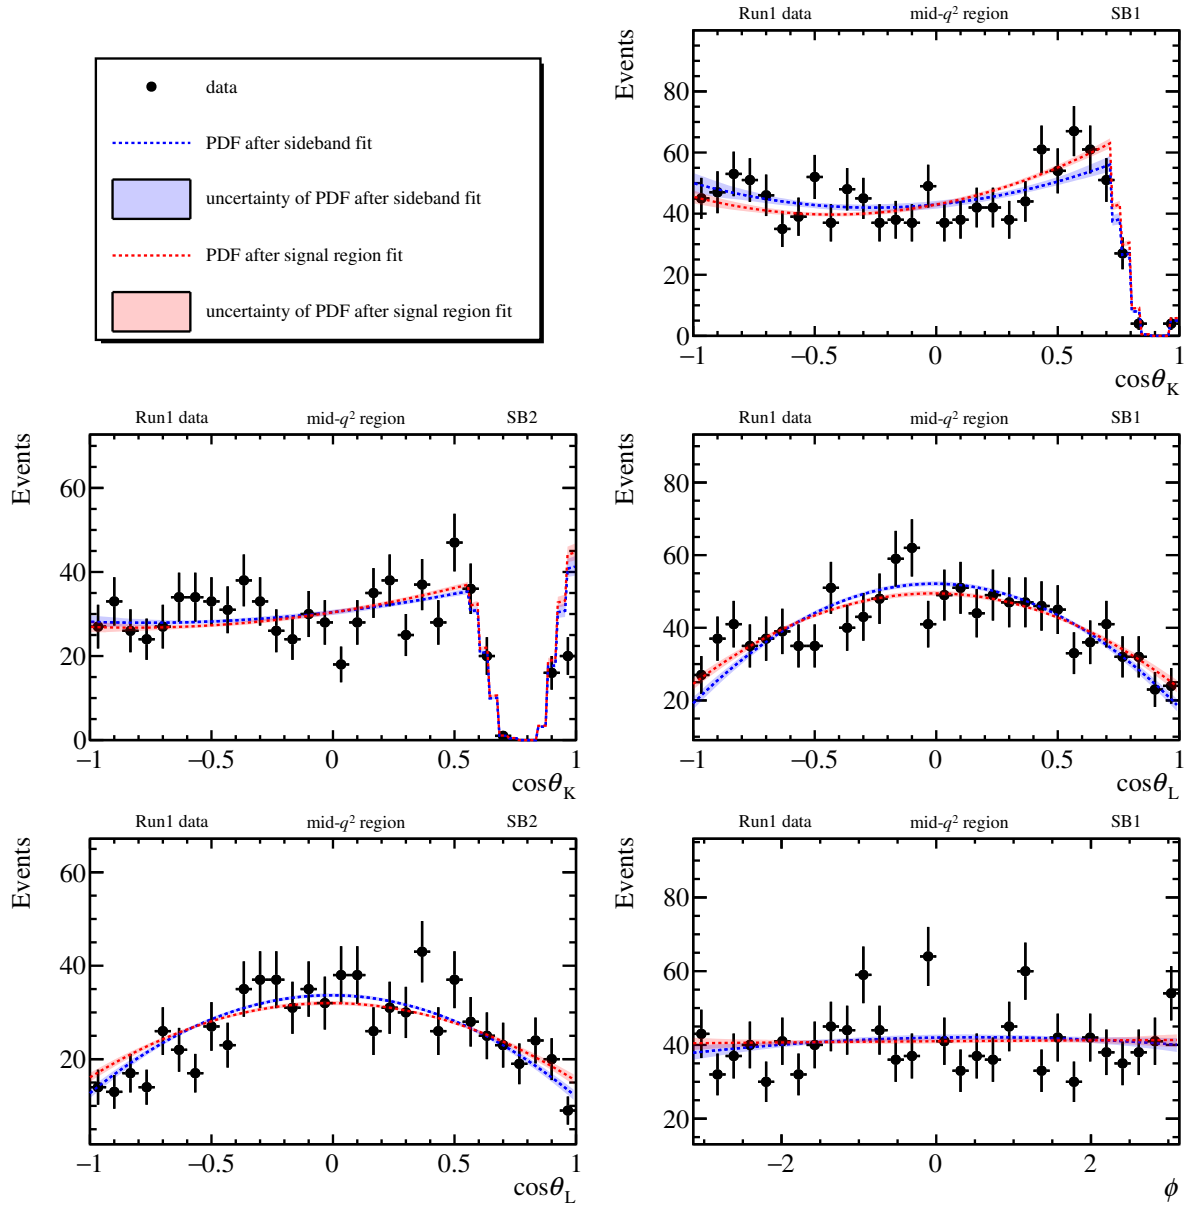 data
PDF after sideband fit
uncertainty of PDF after sideband fit
PDF after signal region fit
uncertainty of PDF after signal region fit
Run1 data mid-q² region SB1
Events
80
60
40
20
0
−1 −0.5 0 0.5 1
cosθ_K
Run1 data mid-q² region SB2
Events
60
40
20
0
−1 −0.5 0 0.5 1
cosθ_K
Run1 data mid-q² region SB1
Events
80
60
40
20
−1 −0.5 0 0.5 1
cosθ_L
Run1 data mid-q² region SB2
Events
60
40
20
−1 −0.5 0 0.5 1
cosθ_L
Run1 data mid-q² region SB1
Events
80
60
40
20
−2 0 2
ϕ